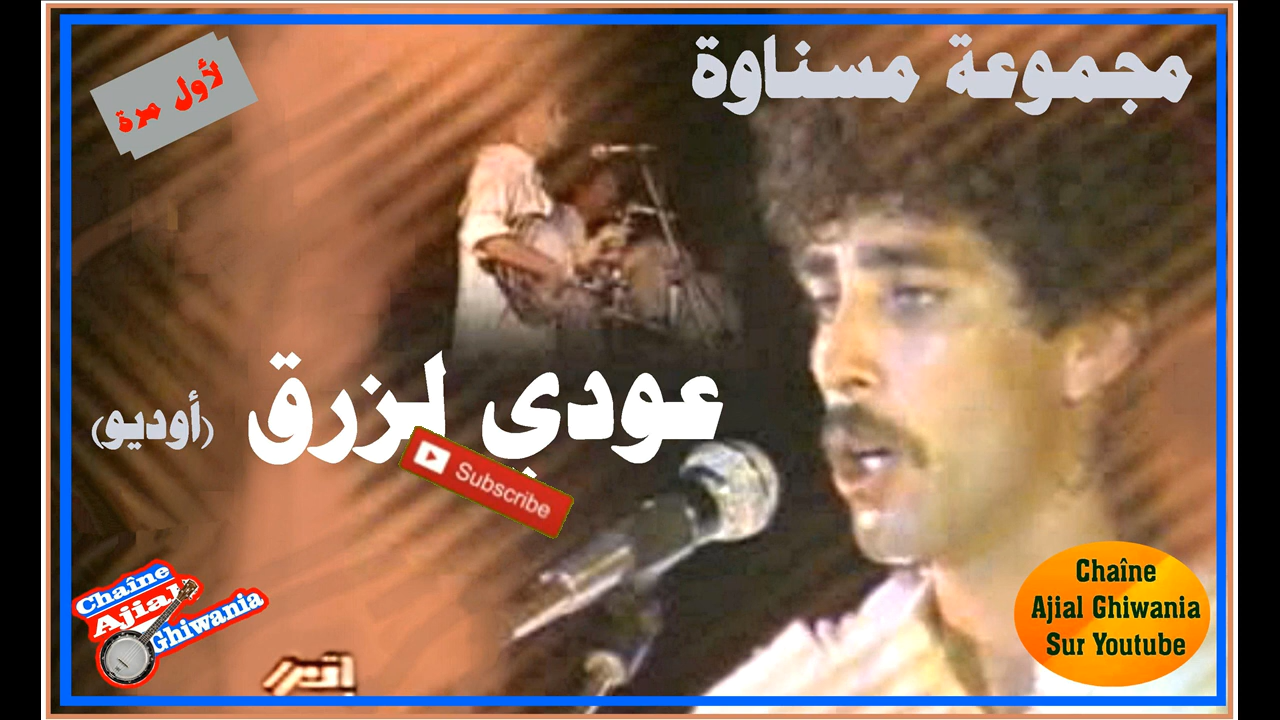 مجموعة مسناوة
لأول مرة
عودي لزرق (أوديو)
Subscribe
Chaîne
Ajial
Ghiwania
Chaîne
Ajial Ghiwania
Sur Youtube